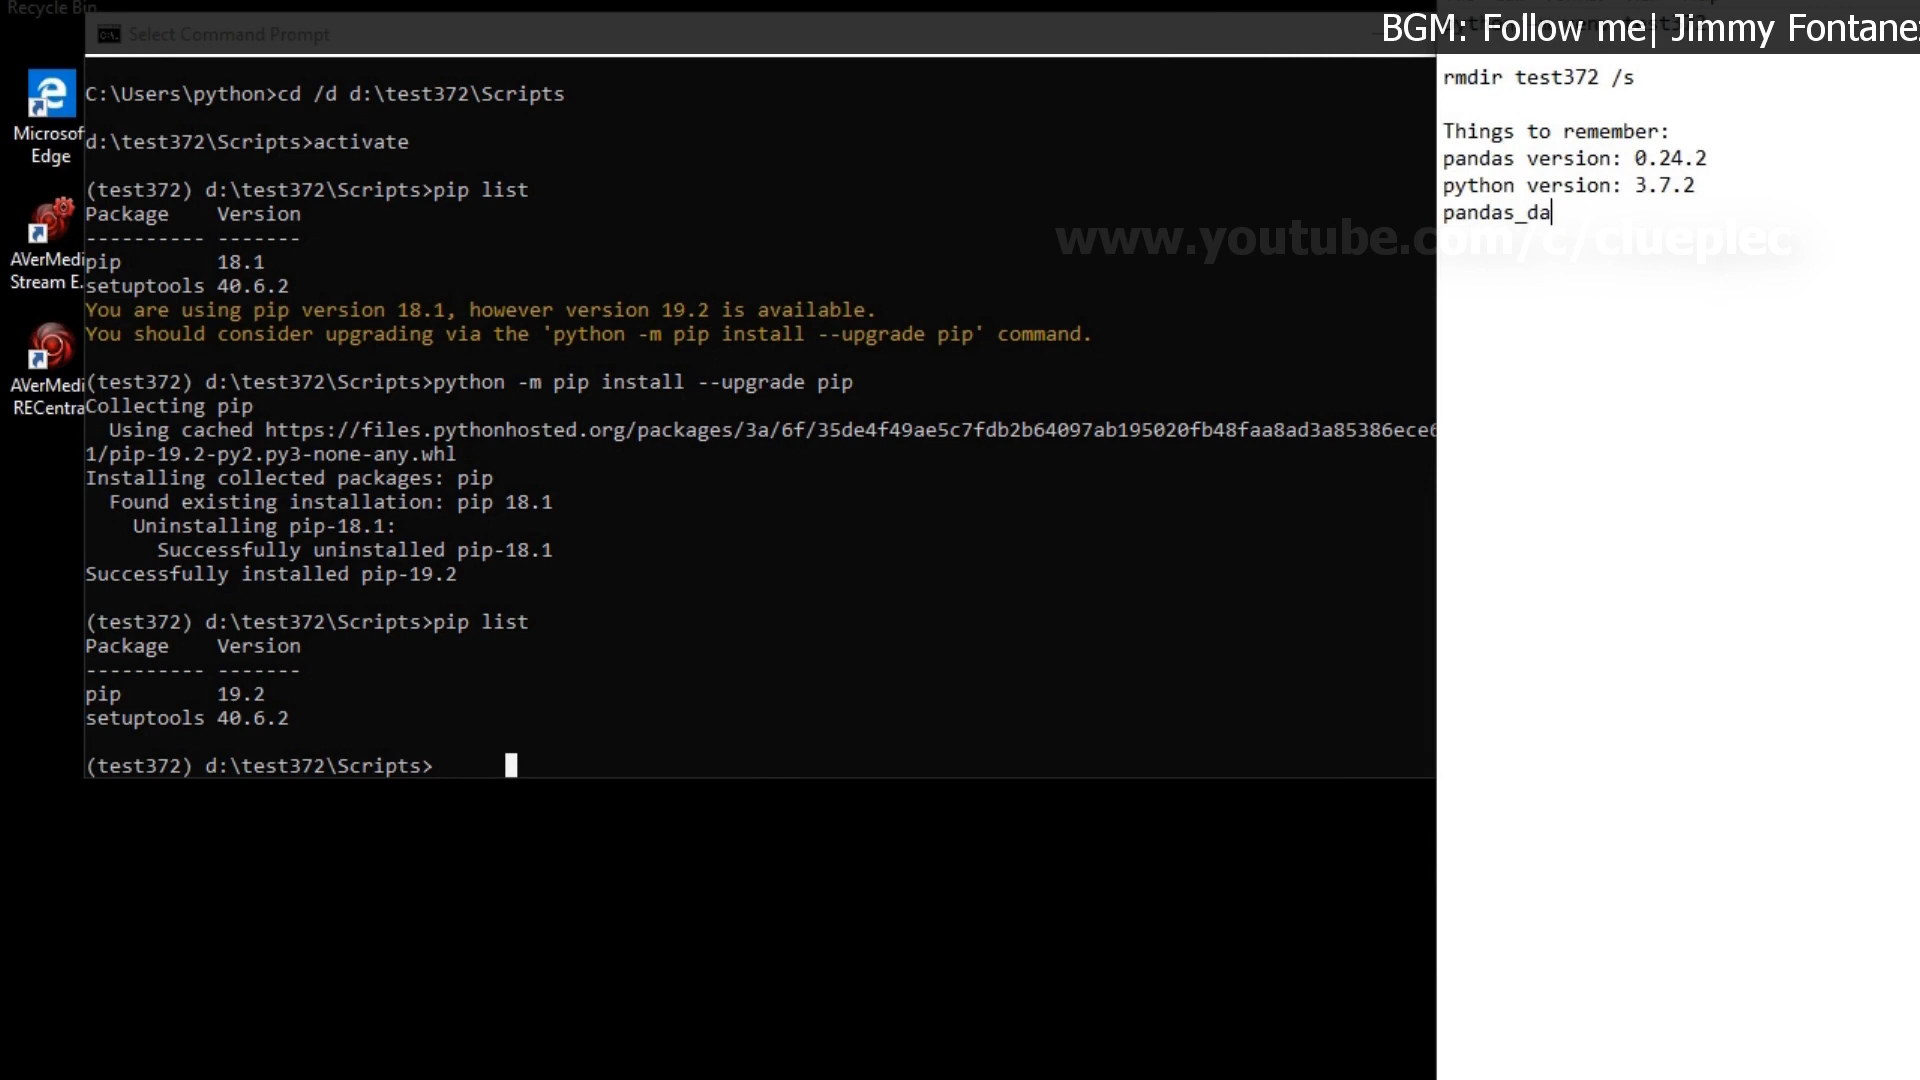 Recycle Bin
Select Command Prompt
BGM: Follow me| Jimmy Fontane
C:\Users\python>cd /d d:\test372\Scripts
d:\test372\Scripts>activate
(test372) d:\test372\Scripts>pip list
Package    Version
---------- -------
pip        18.1
setuptools 40.6.2
You are using pip version 18.1, however version 19.2 is available.
You should consider upgrading via the 'python -m pip install --upgrade pip' command.
(test372) d:\test372\Scripts>python -m pip install --upgrade pip
Collecting pip
  Using cached https://files.pythonhosted.org/packages/3a/6f/35de4f49ae5c7fdb2b64097ab195020fb48faa8ad3a85386ece6
1/pip-19.2-py2.py3-none-any.whl
Installing collected packages: pip
  Found existing installation: pip 18.1
    Uninstalling pip-18.1:
      Successfully uninstalled pip-18.1
Successfully installed pip-19.2
(test372) d:\test372\Scripts>pip list
Package    Version
---------- -------
pip        19.2
setuptools 40.6.2
(test372) d:\test372\Scripts>
Microsof
Edge
AVerMedi
Stream E.
AVerMedi
RECentra
rmdir test372 /s
Things to remember:
pandas version: 0.24.2
python version: 3.7.2
pandas_da
www.youtube.com/c/clueplec